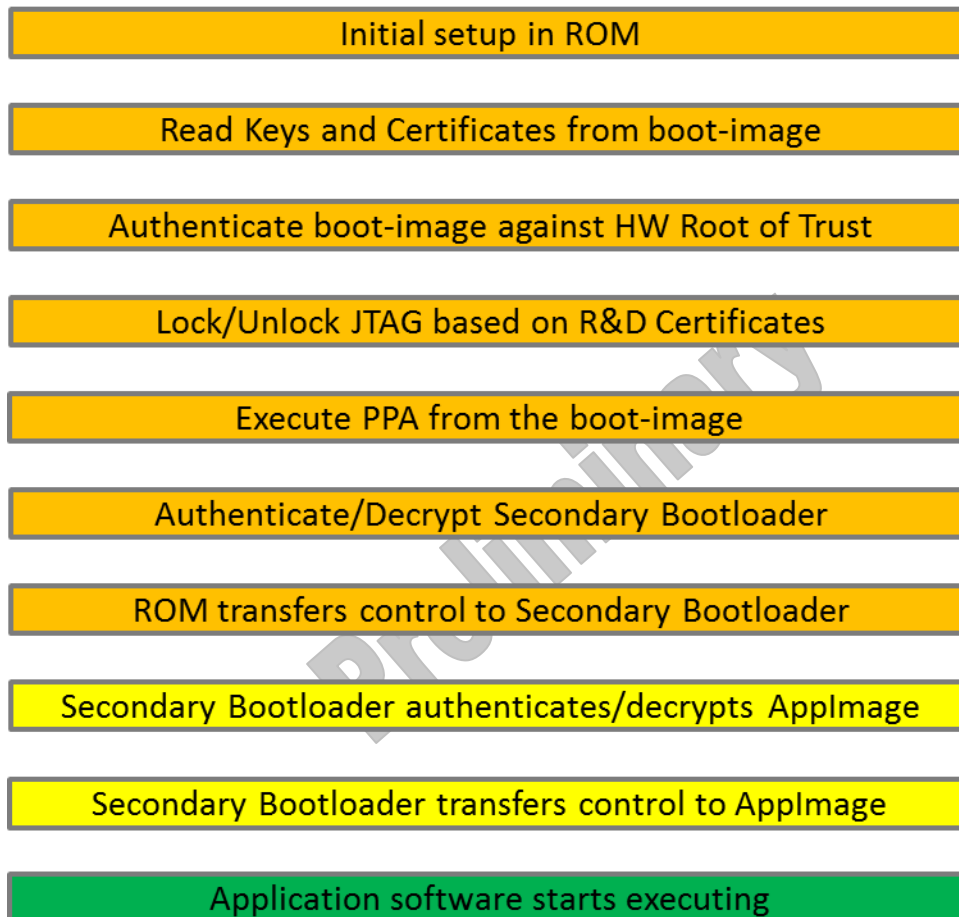 Initial setup in ROM
Read Keys and Certificates from boot-image
Authenticate boot-image against HW Root of Trust
Lock/Unlock JTAG based on R&D Certificates
Execute PPA from the boot-image
Authenticate/Decrypt Secondary Bootloader
ROM transfers control to Secondary Bootloader
Secondary Bootloader authenticates/decrypts AppImage
Secondary Bootloader transfers control to AppImage
Application software starts executing
Preliminary